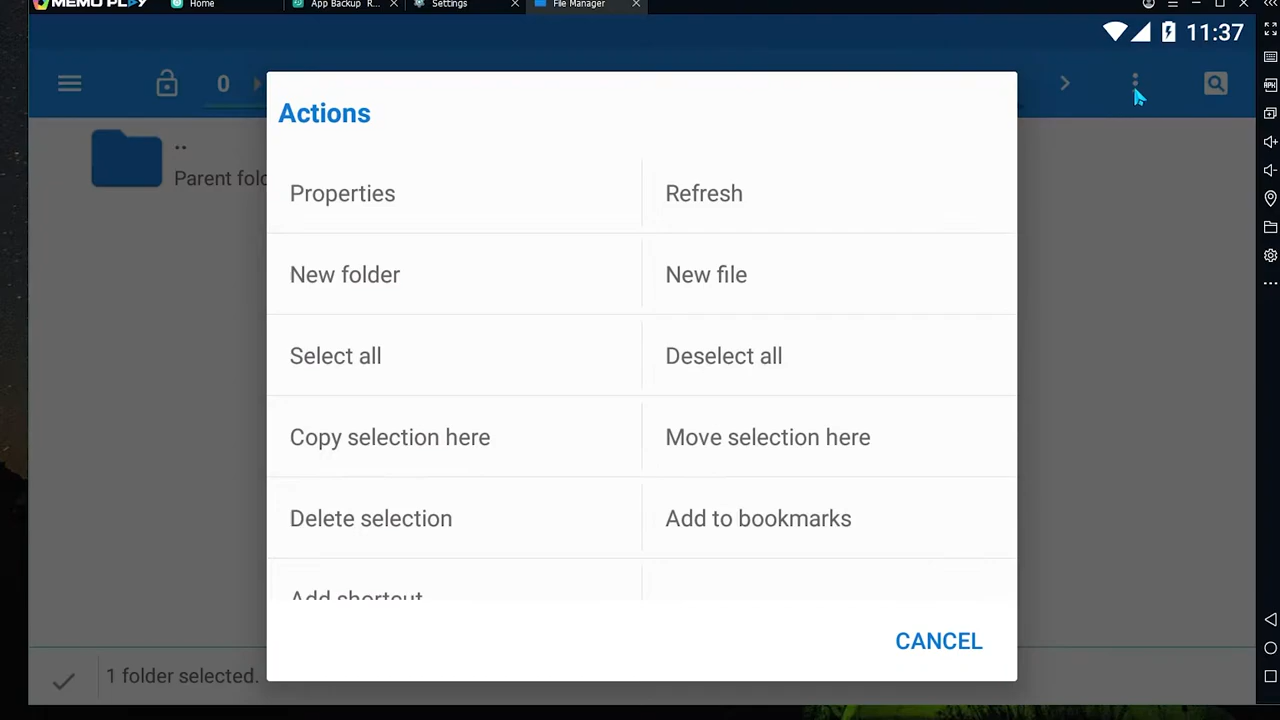 MEMU PLAY
Home
App Backup R...
Settings
File Manager
11:37
0
Actions
..
Parent fold
Properties
Refresh
New folder
New file
Select all
Deselect all
Copy selection here
Move selection here
Delete selection
Add to bookmarks
Add shortcut
CANCEL
1 folder selected.